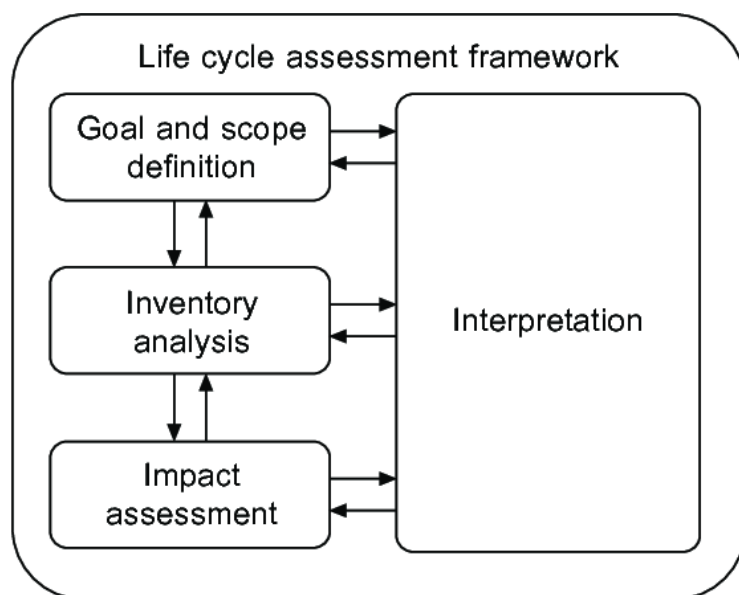 Life cycle assessment framework
Goal and scope
definition
Inventory
analysis
Interpretation
Impact
assessment